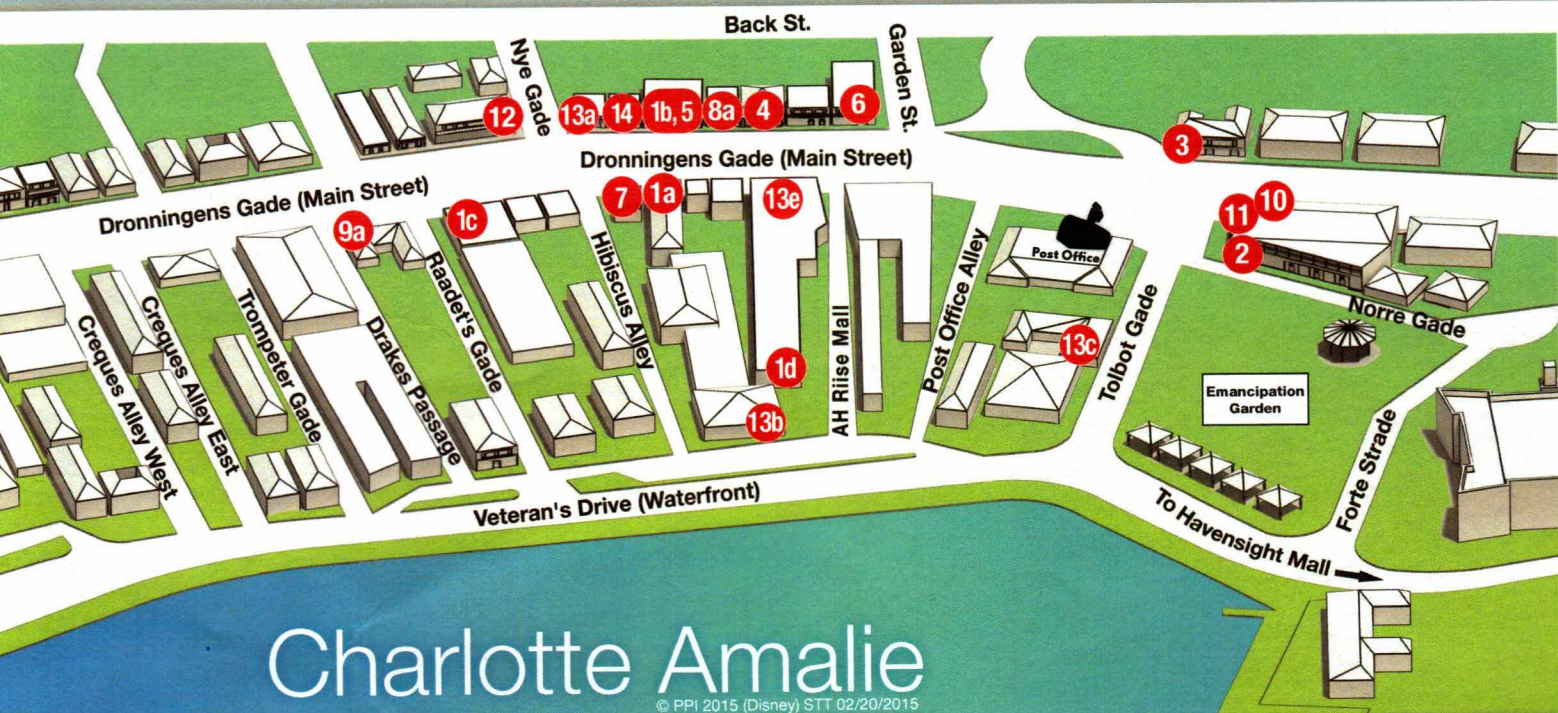 Back St.
Nye Gade
Garden St.
12
13a
14
1b, 5
8a
4
6
3
Dronningens Gade (Main Street)
Dronningens Gade (Main Street)
9a
1c
7
1a
13e
11
10
2
Post Office
Norre Gade
Creques Alley West
Creques Alley East
Trompeter Gade
Drakes Passage
Raadet's Gade
Hibiscus Alley
1d
13b
AH Riise Mall
Post Office Alley
13c
Tolbot Gade
Emancipation
Garden
Forte Strade
Veteran's Drive (Waterfront)
To Havensight Mall
Charlotte Amalie
© PPI 2015 (Disney) STT 02/20/2015